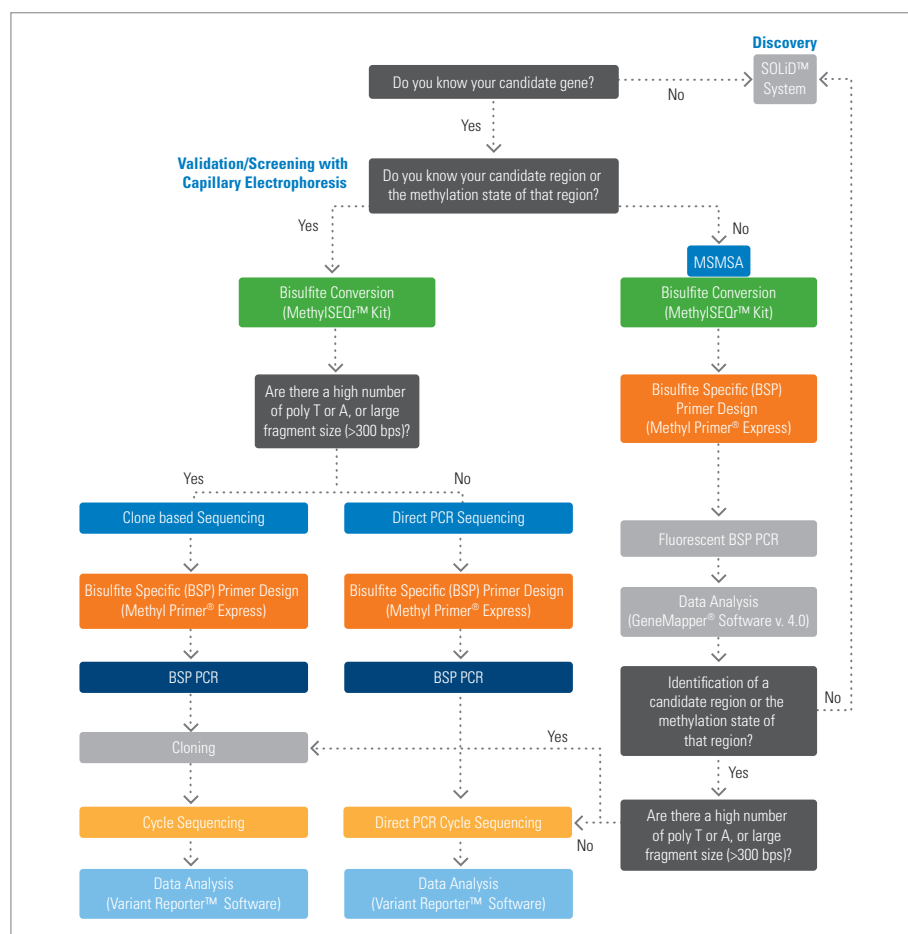 Discovery
SOLiD™
System
Do you know your candidate gene?
No
Yes
Validation/Screening with
Capillary Electrophoresis
Do you know your candidate region or
the methylation state of that region?
Yes
No
MSMSA
Bisulfite Conversion
(MethylSEQr™ Kit)
Bisulfite Conversion
(MethylSEQr™ Kit)
Are there a high number
of poly T or A, or large
fragment size (>300 bps)?
Bisulfite Specific (BSP)
Primer Design
(Methyl Primer® Express)
Yes
No
Clone based Sequencing
Direct PCR Sequencing
Fluorescent BSP PCR
Bisulfite Specific (BSP) Primer Design
(Methyl Primer® Express)
Bisulfite Specific (BSP) Primer Design
(Methyl Primer® Express)
Data Analysis
(GeneMapper® Software v. 4.0)
BSP PCR
BSP PCR
Identification of a
candidate region or the
methylation state of
that region?
No
Cloning
Yes
Yes
Cycle Sequencing
Direct PCR Cycle Sequencing
No
Are there a high number
of poly T or A, or large
fragment size (>300 bps)?
Data Analysis
(Variant Reporter™ Software)
Data Analysis
(Variant Reporter™ Software)